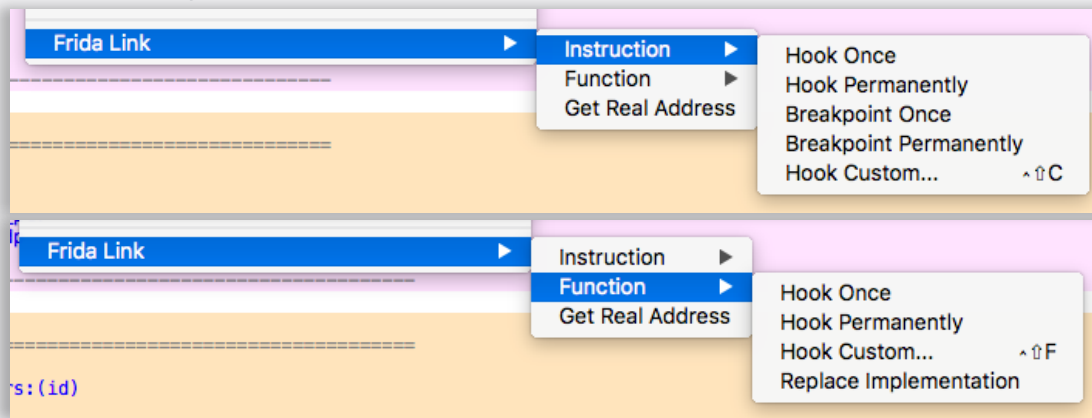 Frida Link
Instruction
Function
Get Real Address
Hook Once
Hook Permanently
Breakpoint Once
Breakpoint Permanently
Hook Custom... ^⇧C
=============================
=============================
Frida Link
Instruction
Function
Get Real Address
Hook Once
Hook Permanently
Hook Custom... ^⇧F
Replace Implementation
=====================================
=====================================
rs:(id)